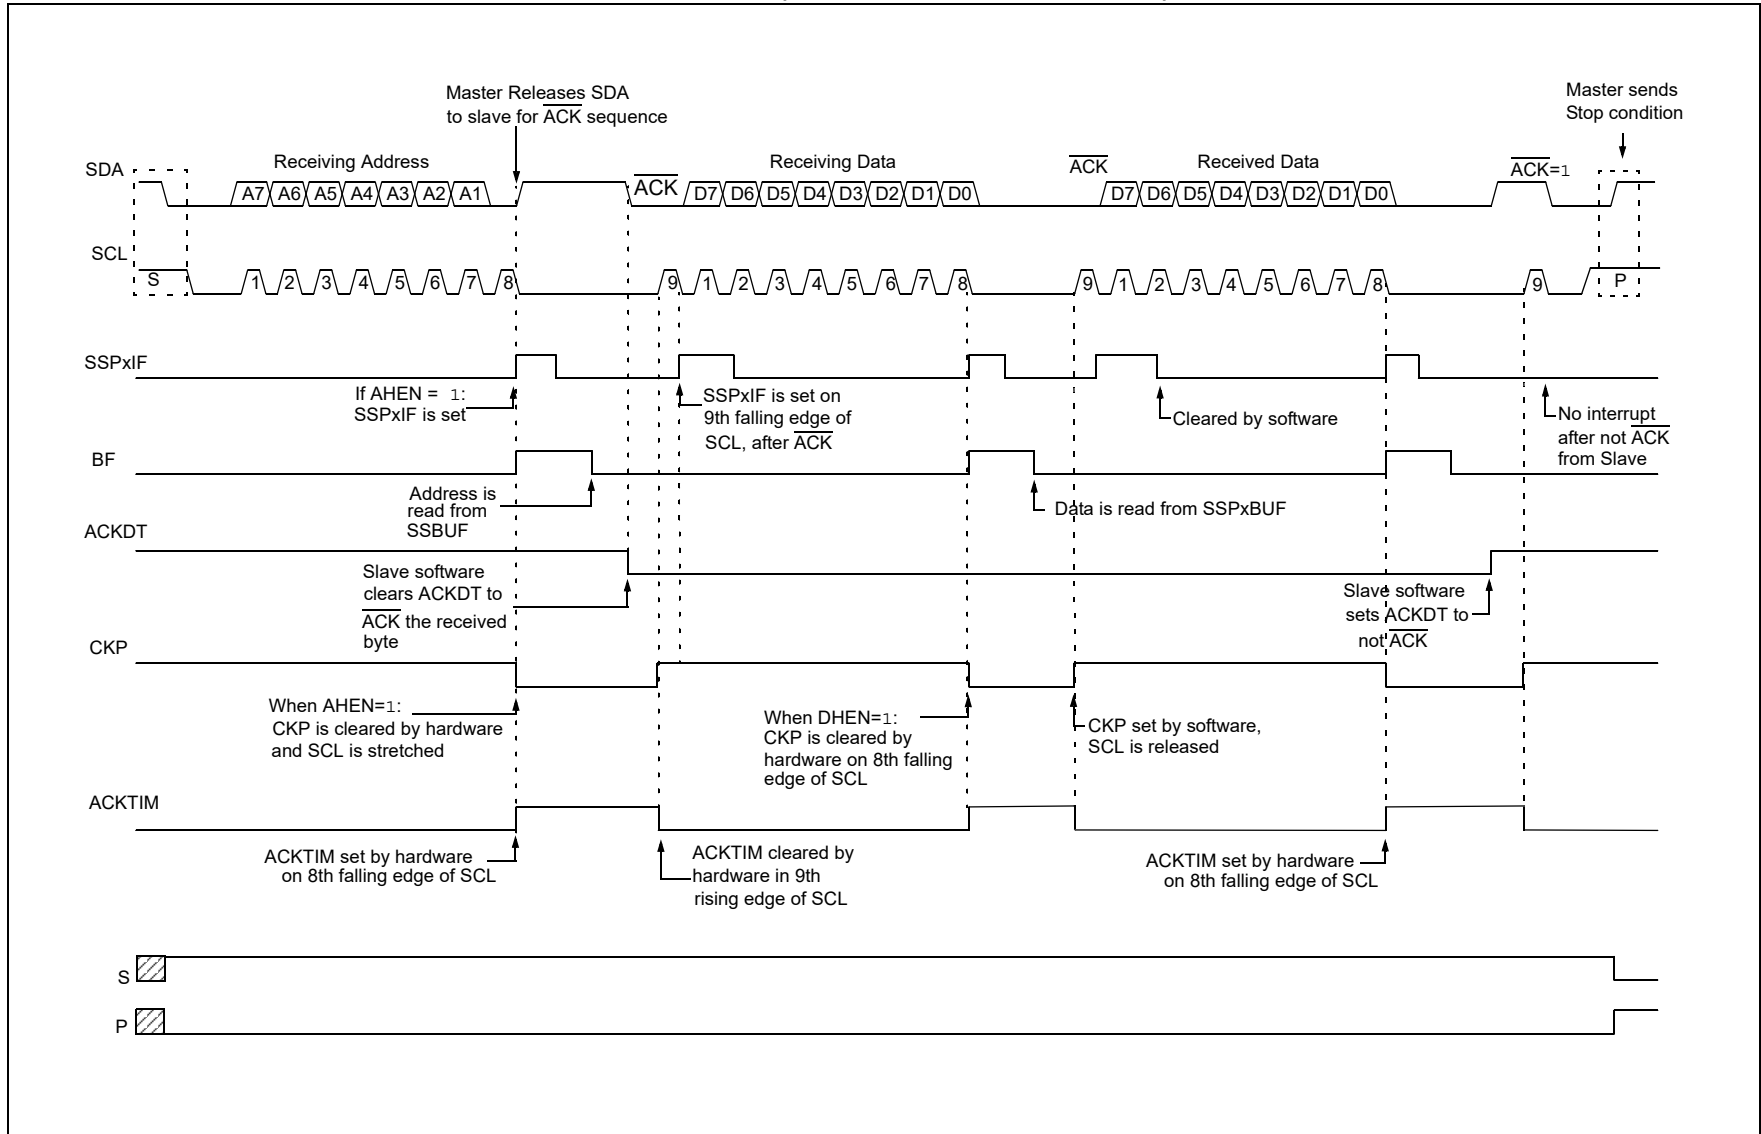 Master Releases SDA
to slave for ACK sequence
Master sends
Stop condition
SDA
Receiving Address
ACK
Receiving Data
ACK
Received Data
ACK=1
A7 A6 A5 A4 A3 A2 A1
D7 D6 D5 D4 D3 D2 D1 D0
D7 D6 D5 D4 D3 D2 D1 D0
SCL
S
1 2 3 4 5 6 7 8
9 1 2 3 4 5 6 7 8
9 1 2 3 4 5 6 7 8
9
P
SSPxIF
If AHEN = 1:
SSPxIF is set
SSPxIF is set on
9th falling edge of
SCL, after ACK
Cleared by software
No interrupt
after not ACK
from Slave
BF
Address is
read from
SSBUF
Data is read from SSPxBUF
ACKDT
Slave software
clears ACKDT to
ACK the received
byte
Slave software
sets ACKDT to
not ACK
CKP
When AHEN=1:
CKP is cleared by hardware
and SCL is stretched
When DHEN=1:
CKP is cleared by
hardware on 8th falling
edge of SCL
CKP set by software,
SCL is released
ACKTIM
ACKTIM set by hardware
on 8th falling edge of SCL
ACKTIM cleared by
hardware in 9th
rising edge of SCL
ACKTIM set by hardware
on 8th falling edge of SCL
S
P